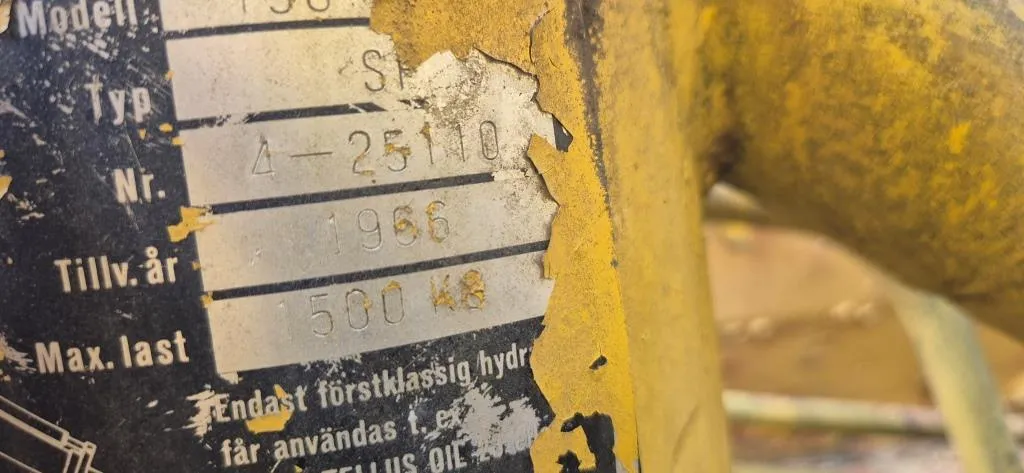 Modell 150
Typ
Nr. 4-25110
Tillv. år 1966
Max. last 1500 KG
Endast förstklassig hydr
får användas t. ex
TELLUS OIL